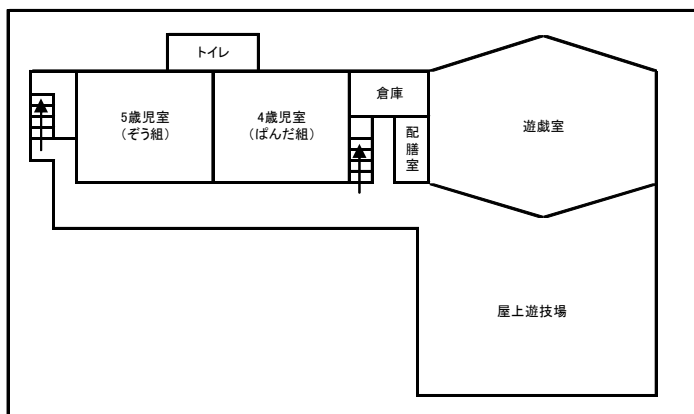 トイレ
5歳児室
(ぞう組)
4歳児室
(ぱんだ組)
倉庫
配膳室
遊戯室
屋上遊技場